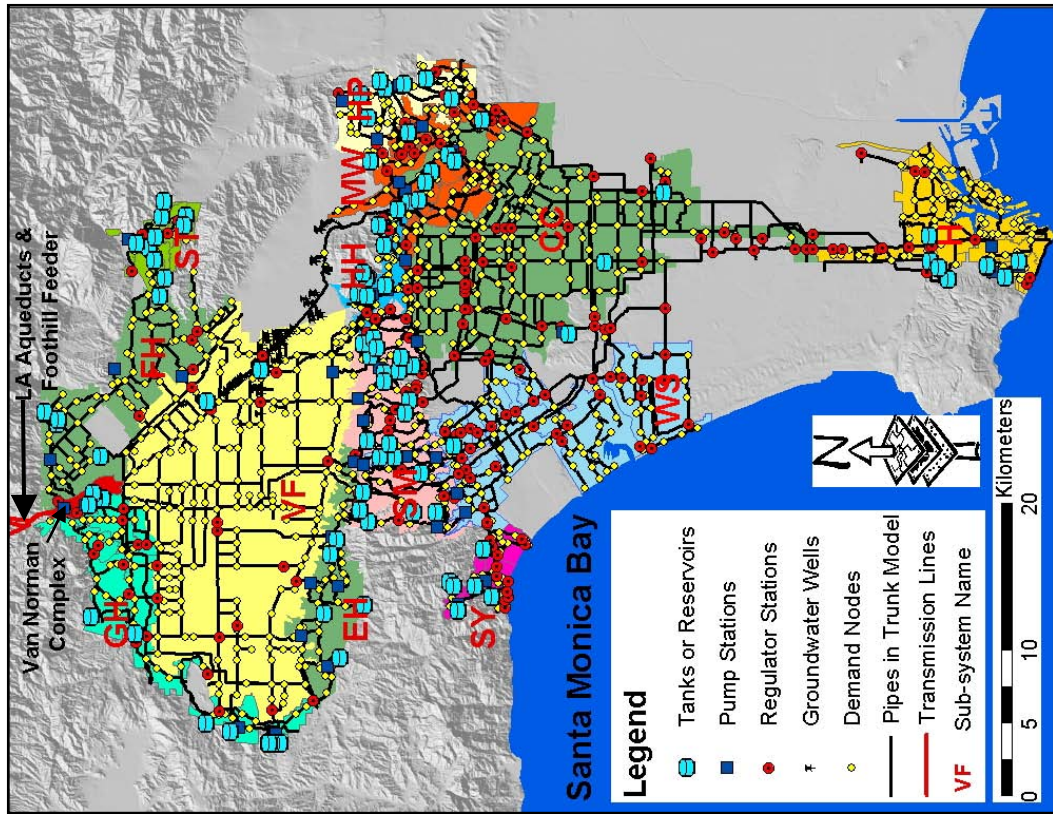 LA Aqueducts &
Foothill Feeder
Van Norman
Complex
GH
FH
ST
VF
EH
SM
HH
MW
HP
SY
WS
Santa Monica Bay
Legend
Tanks or Reservoirs
Pump Stations
Regulator Stations
Groundwater Wells
Demand Nodes
Pipes in Trunk Model
Transmission Lines
VF Sub-system Name
N
Kilometers
0 5 10 20